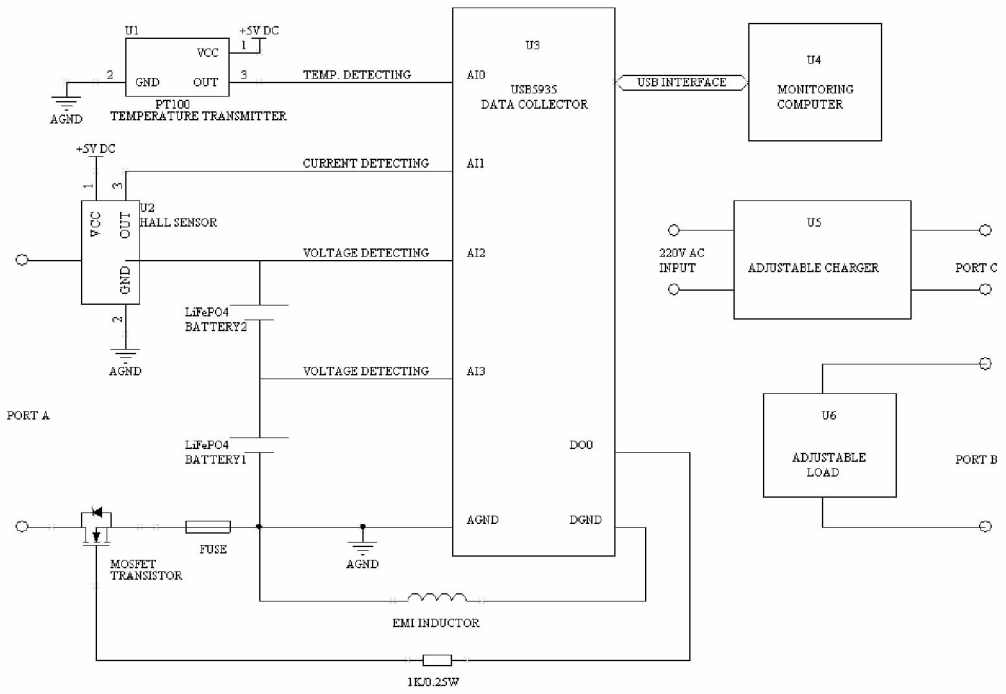 U1
+5V DC
VCC
1
2
GND
OUT
3
AGND
PT100
TEMPERATURE TRANSMITTER
TEMP. DETECTING
AI0
U3
USB5935
DATA COLLECTOR
USB INTERFACE
U4
MONITORING
COMPUTER
+5V DC
1
3
VCC
OUT
GND
2
U2
HALL SENSOR
AGND
CURRENT DETECTING
AI1
VOLTAGE DETECTING
AI2
LiFePO4
BATTERY2
VOLTAGE DETECTING
AI3
220V AC
INPUT
U5
ADJUSTABLE CHARGER
PORT C
PORT A
LiFePO4
BATTERY1
DO0
U6
ADJUSTABLE
LOAD
PORT B
MOSFET
TRANSISTOR
FUSE
AGND
AGND
DGND
EMI INDUCTOR
1K/0.25W